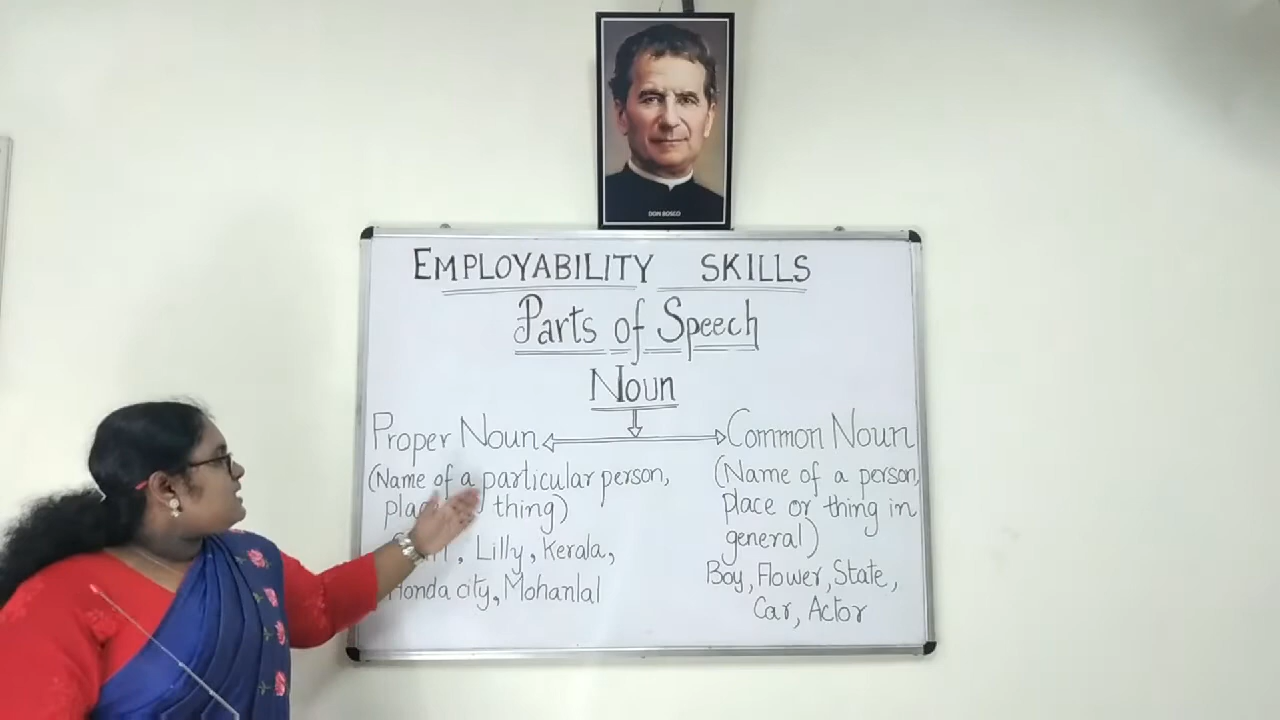 DON BOSCO
EMPLOYABILITY SKILLS
Parts of Speech
Noun
Proper Noun
(Name of a particular person,
thing)
, Lilly, Kerala,
Honda city, Mohanlal
Common Noun
(Name of a person,
place or thing in
general)
Boy, Flower, State,
Car, Actor